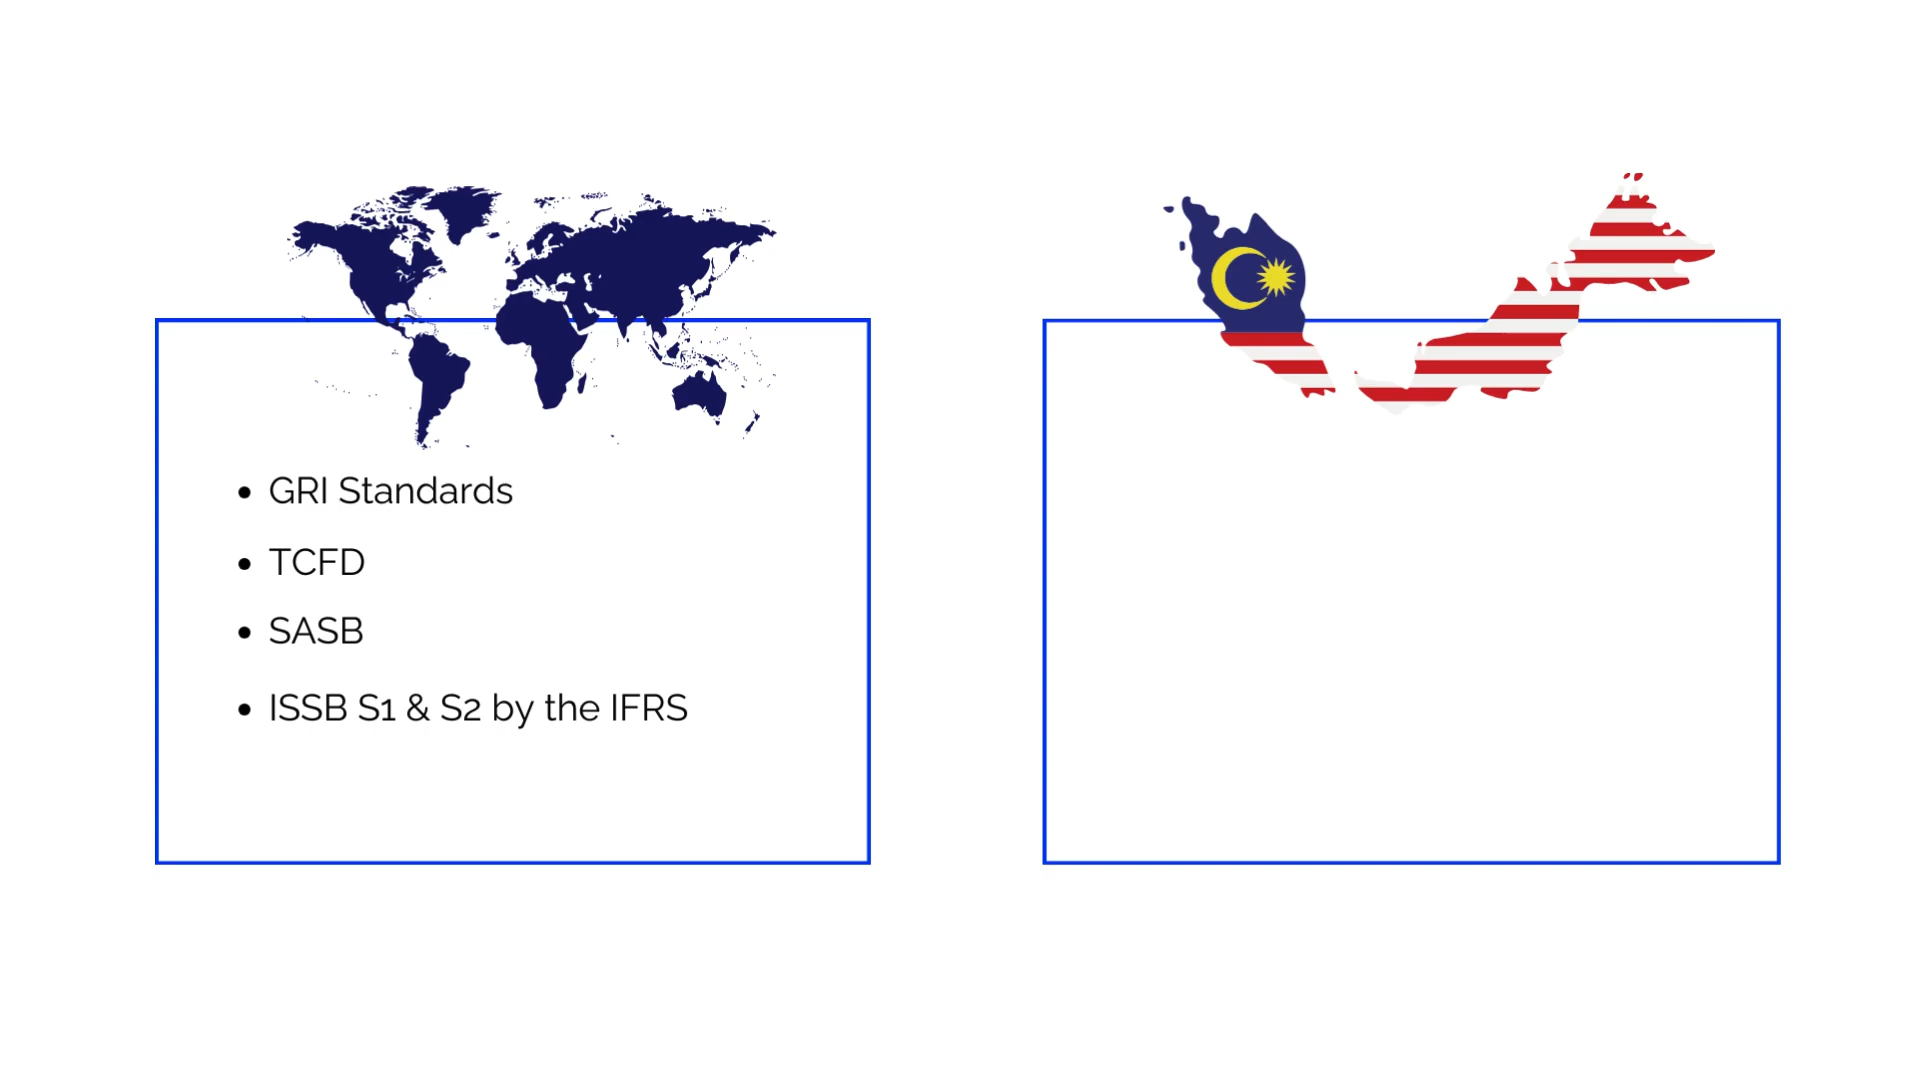 • GRI Standards
• TCFD
• SASB
• ISSB S1 & S2 by the IFRS